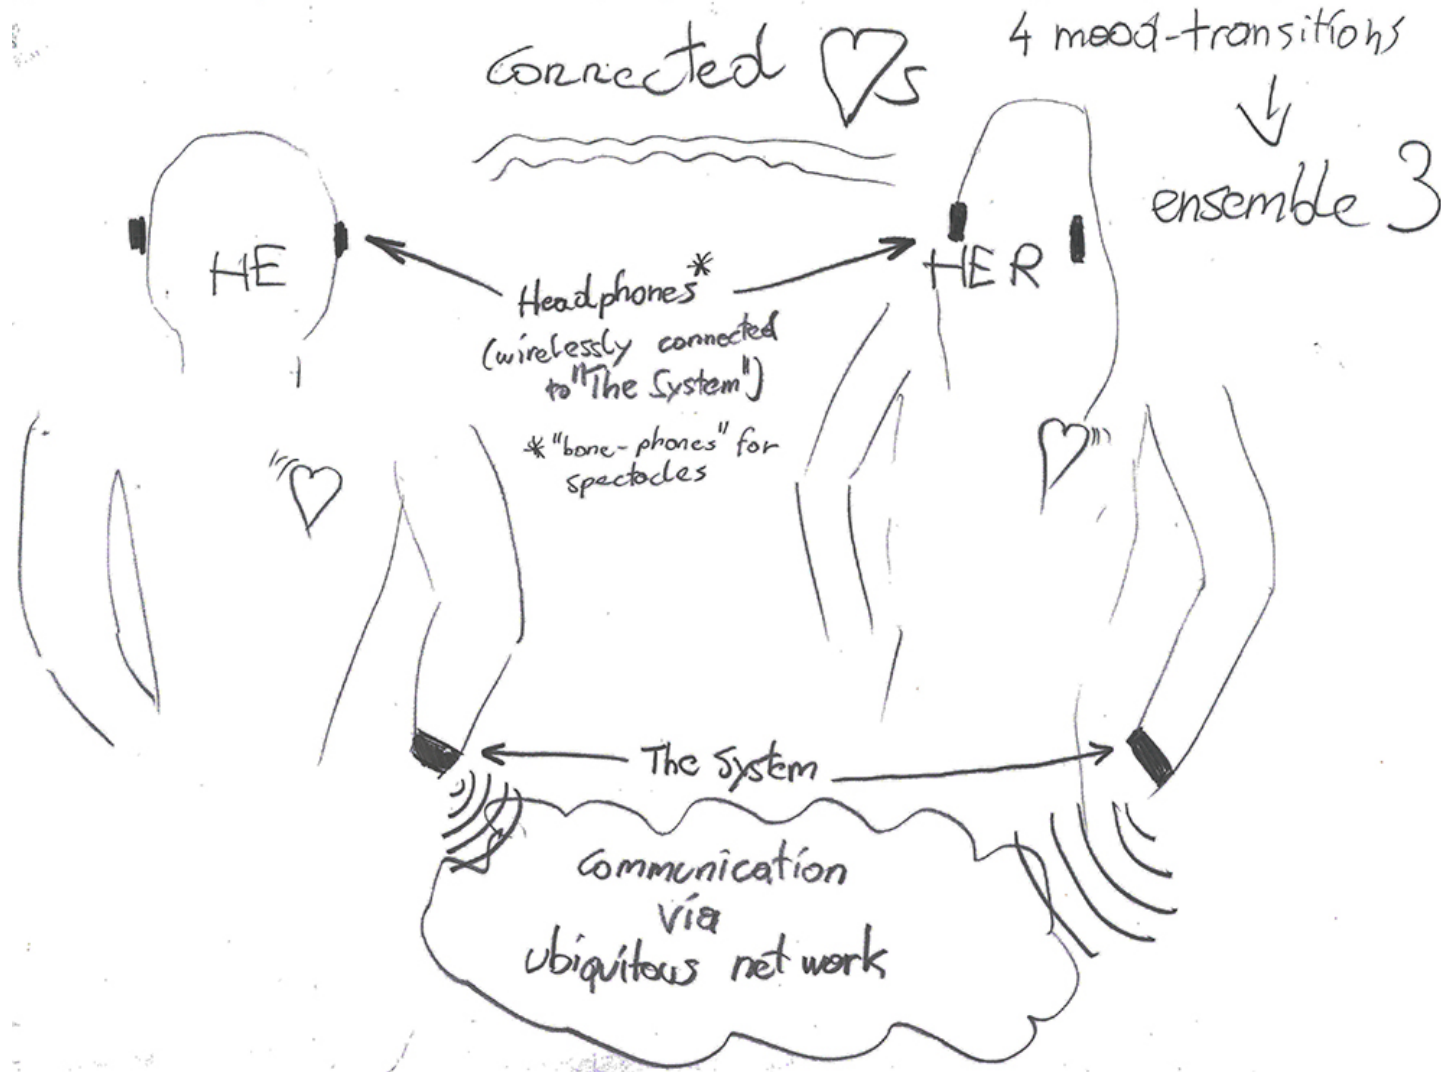 connected ♡s
4 mood-transitions
↓
ensemble 3
HE
HER
Headphones*
(wirelessly connected
to "The System")
* "bone-phones" for
spectacles
The System
communication
via
ubiquitous network